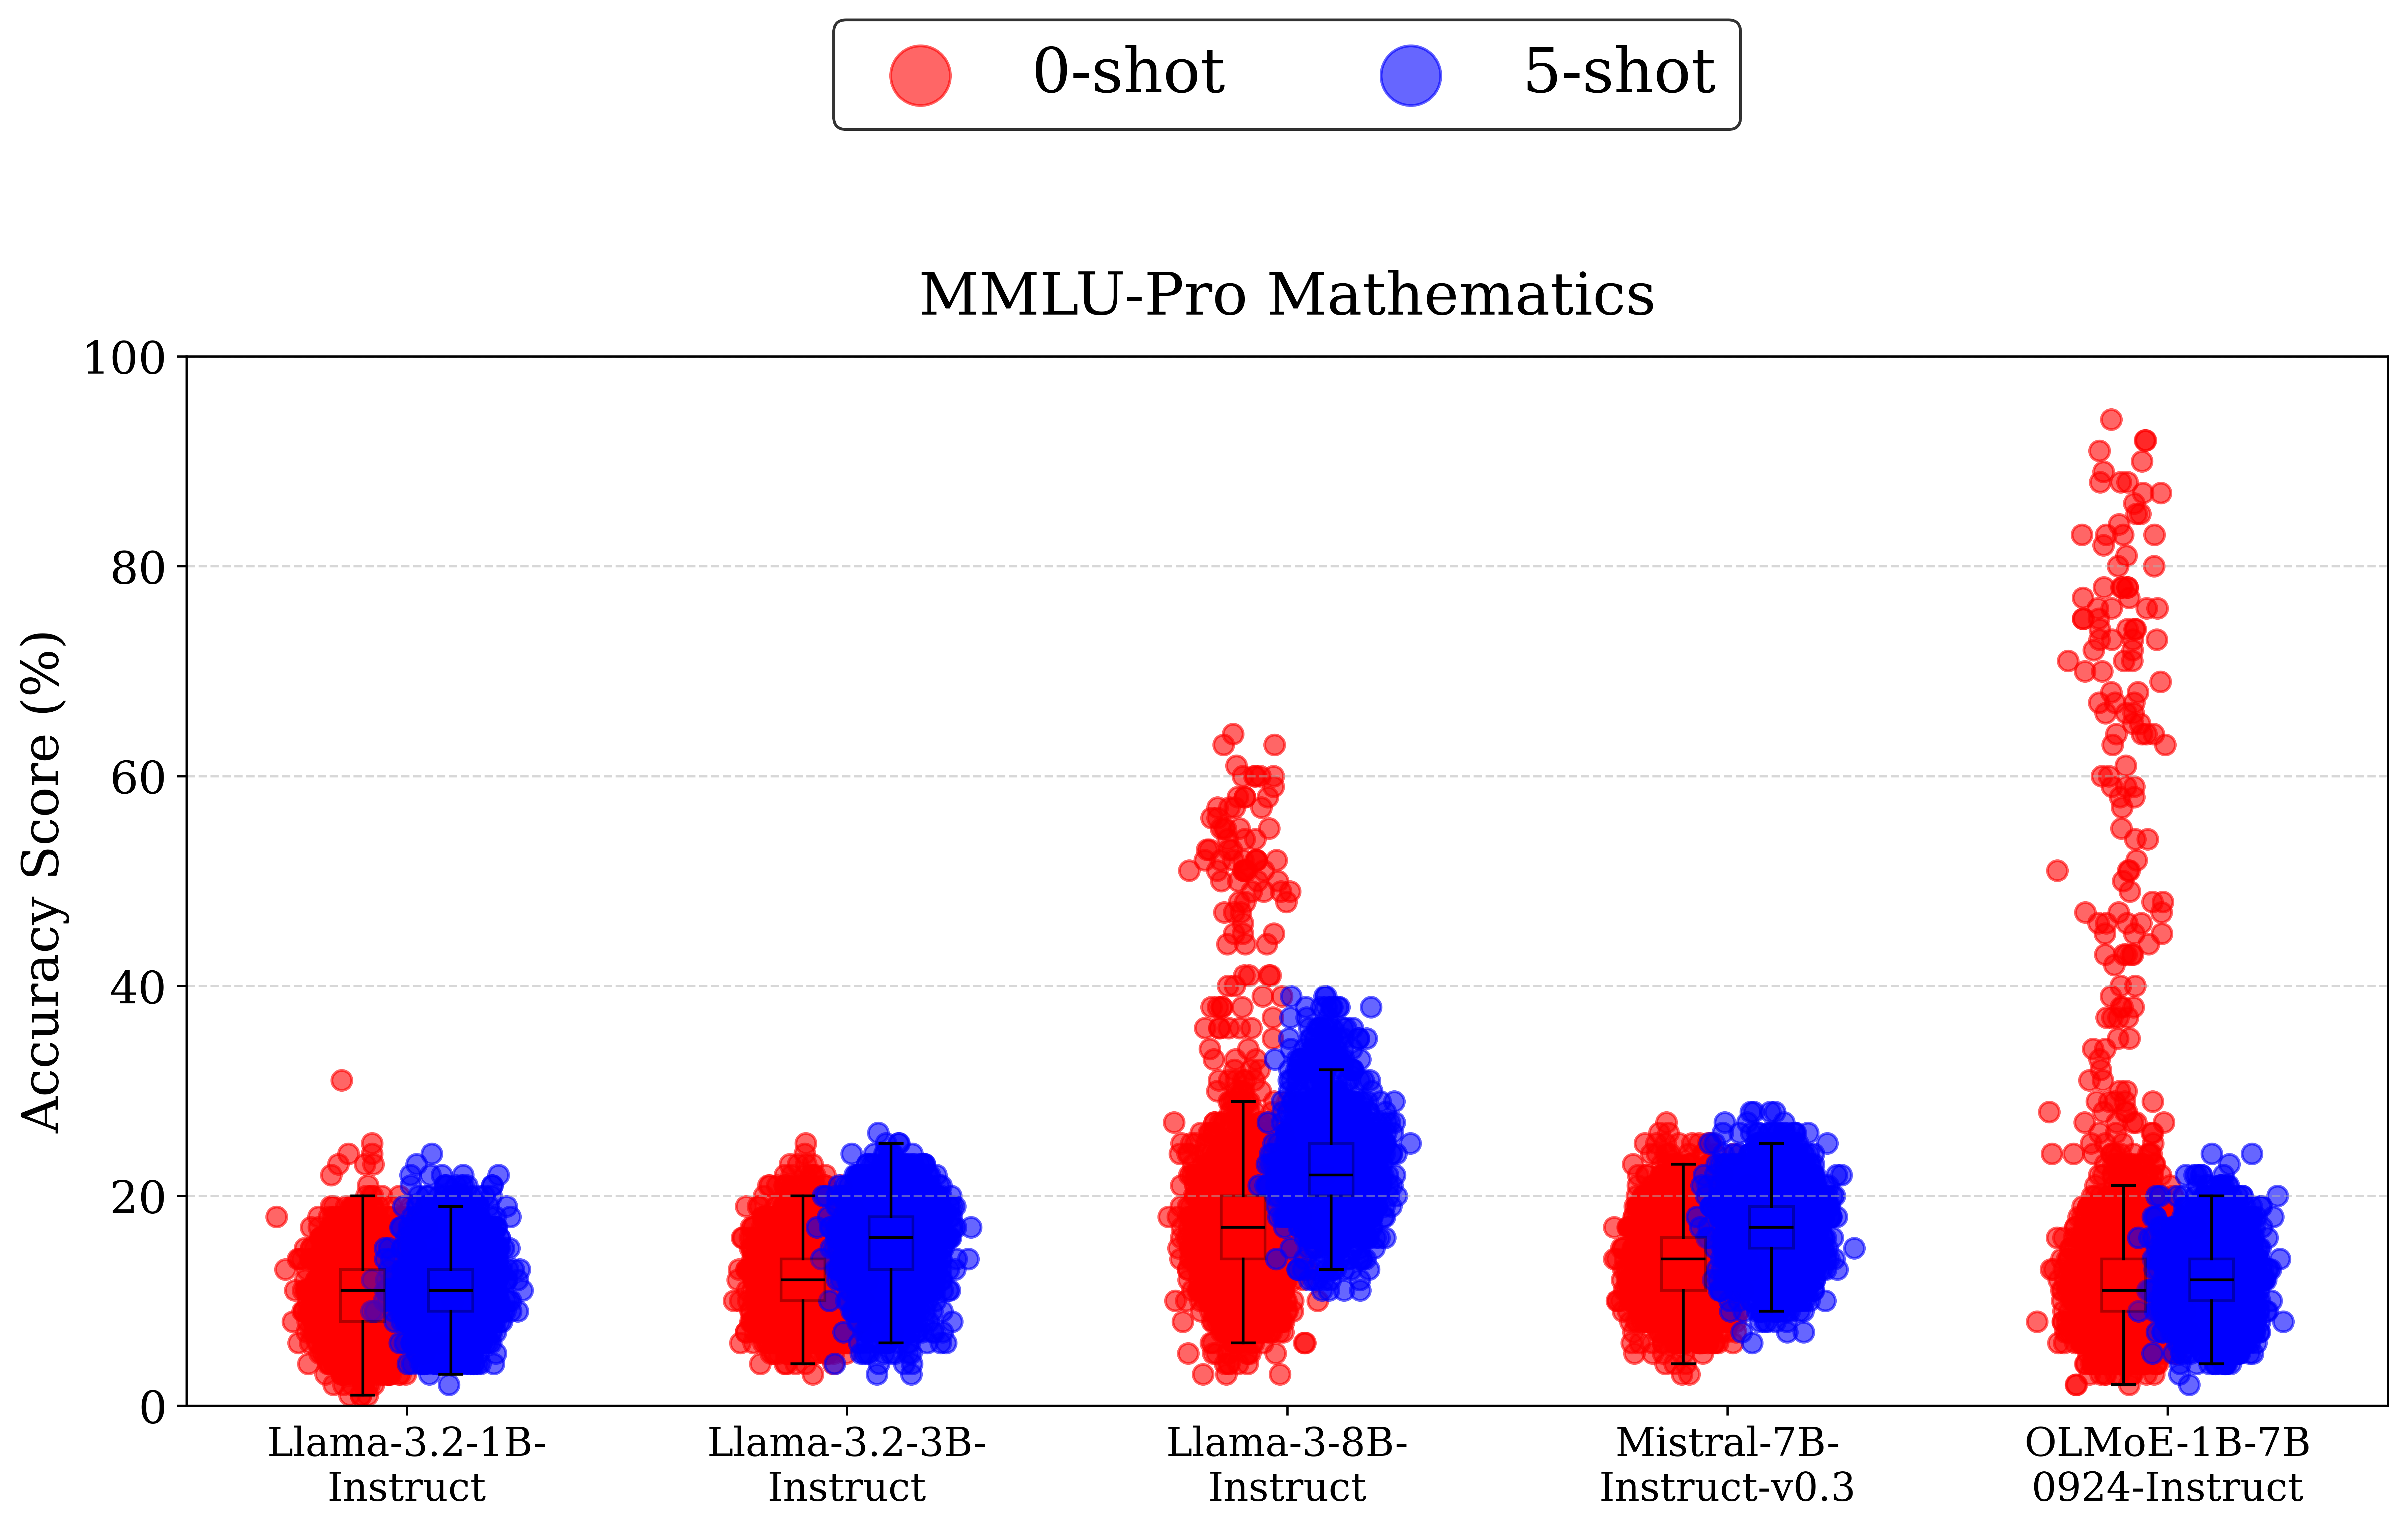 0-shot 5-shot
MMLU-Pro Mathematics
Accuracy Score (%)
100
80
60
40
20
0
Llama-3.2-1B-
Instruct
Llama-3.2-3B-
Instruct
Llama-3-8B-
Instruct
Mistral-7B-
Instruct-v0.3
OLMoE-1B-7B
0924-Instruct